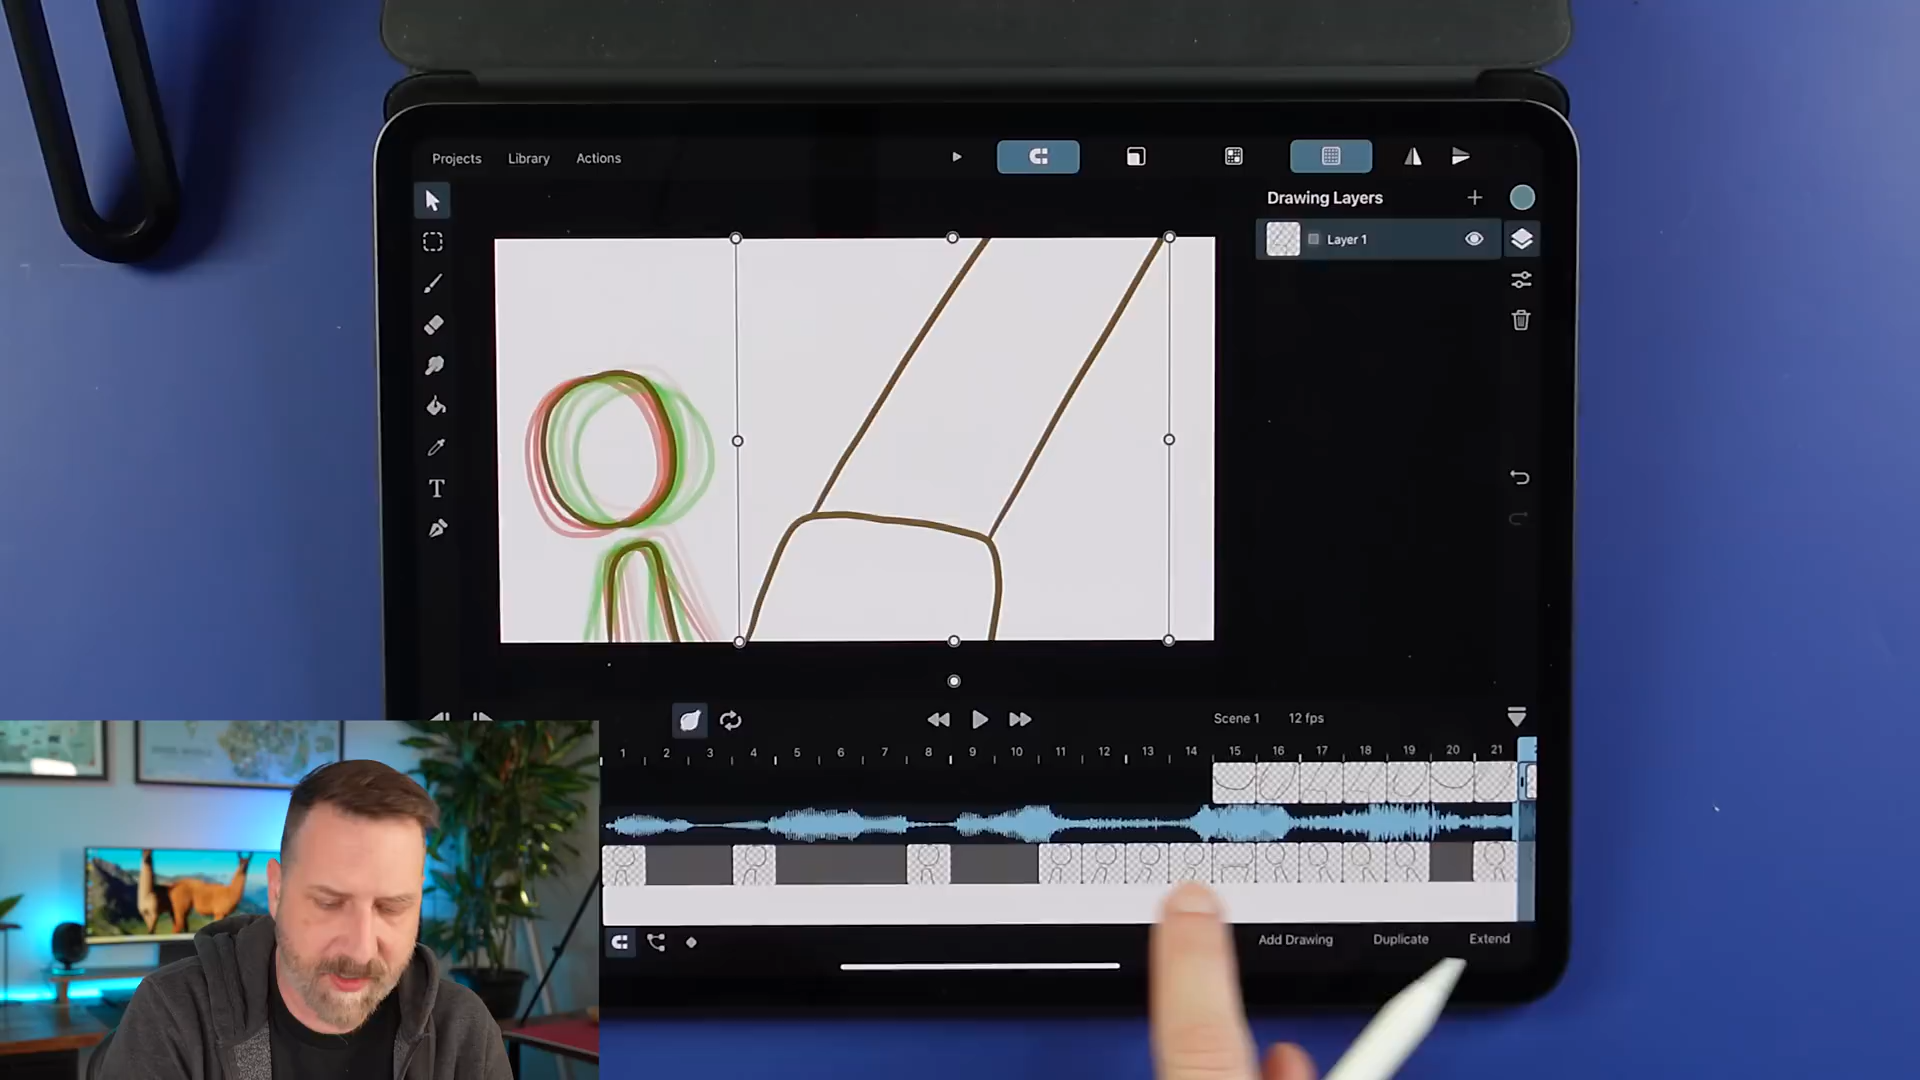 Projects Library Actions
Drawing Layers
Layer 1
T
Scene 1 12 fps
1 2 3 4 5 6 7 8 9 10 11 12 13 14 15 16 17 18 19 20 21
Add Drawing Duplicate Extend